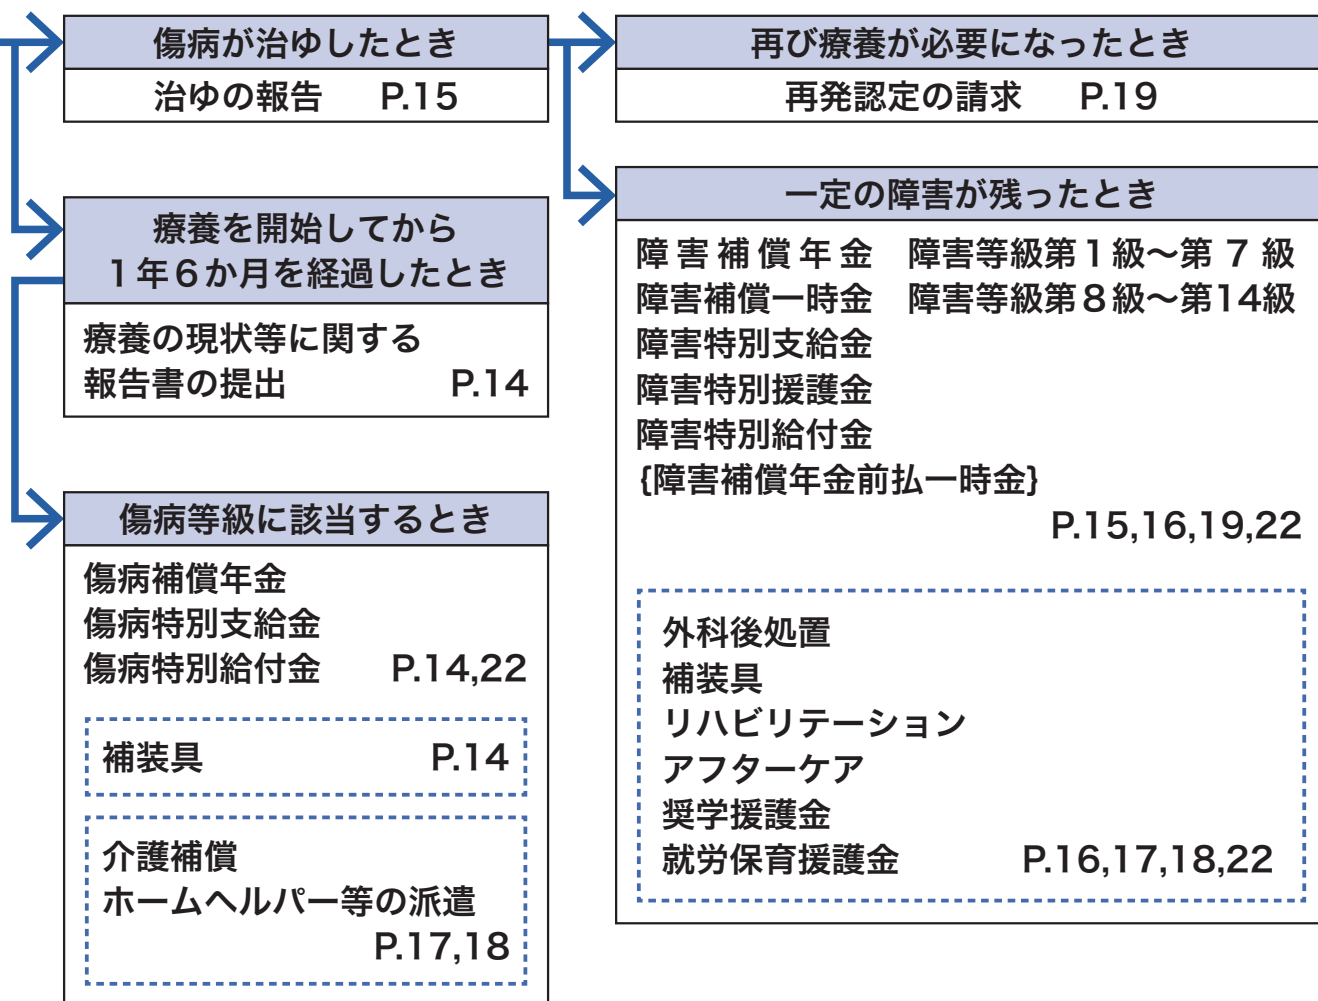 傷病が治ゆしたとき
治ゆの報告 P.15
療養を開始してから
1年6か月を経過したとき
療養の現状等に関する
報告書の提出 P.14
傷病等級に該当するとき
傷病補償年金
傷病特別支給金
傷病特別給付金 P.14,22
補装具 P.14
介護補償
ホームヘルパー等の派遣
P.17,18
再び療養が必要になったとき
再発認定の請求 P.19
一定の障害が残ったとき
障害補償年金 障害等級第1級〜第7級
障害補償一時金 障害等級第8級〜第14級
障害特別支給金
障害特別援護金
障害特別給付金
{障害補償年金前払一時金}
P.15,16,19,22
外科後処置
補装具
リハビリテーション
アフターケア
奨学援護金
就労保育援護金 P.16,17,18,22